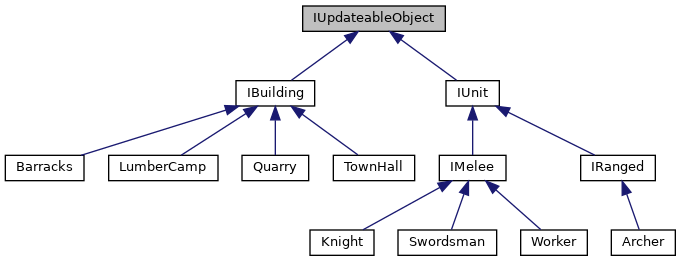 IUpdateableObject
IBuilding
IUnit
Barracks
LumberCamp
Quarry
TownHall
IMelee
IRanged
Knight
Swordsman
Worker
Archer